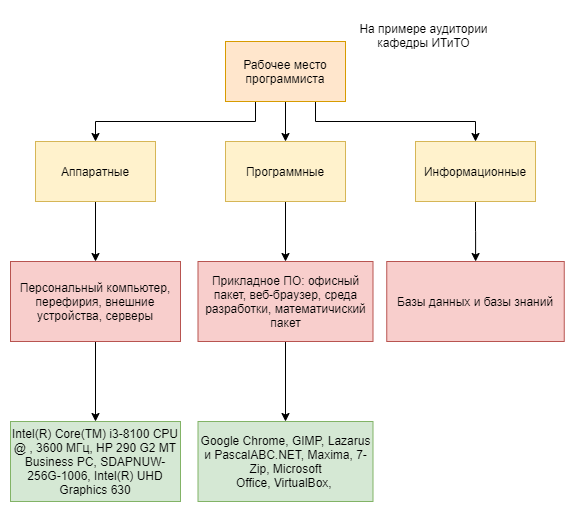 На примере аудитории
кафедры ИТиТО
Рабочее место
программиста
Аппаратные
Программные
Информационные
Персональный компьютер,
перефирия, внешние
устройства, серверы
Прикладное ПО: офисный
пакет, веб-браузер, среда
разработки, математичиский
пакет
Базы данных и базы знаний
Intel(R) Core(TM) i3-8100 CPU
@ , 3600 МГц, HP 290 G2 MT
Business PC, SDAPNUW-
256G-1006, Intel(R) UHD
Graphics 630
Google Chrome, GIMP, Lazarus
и PascalABC.NET, Maxima, 7-
Zip, Microsoft
Office, VirtualBox,